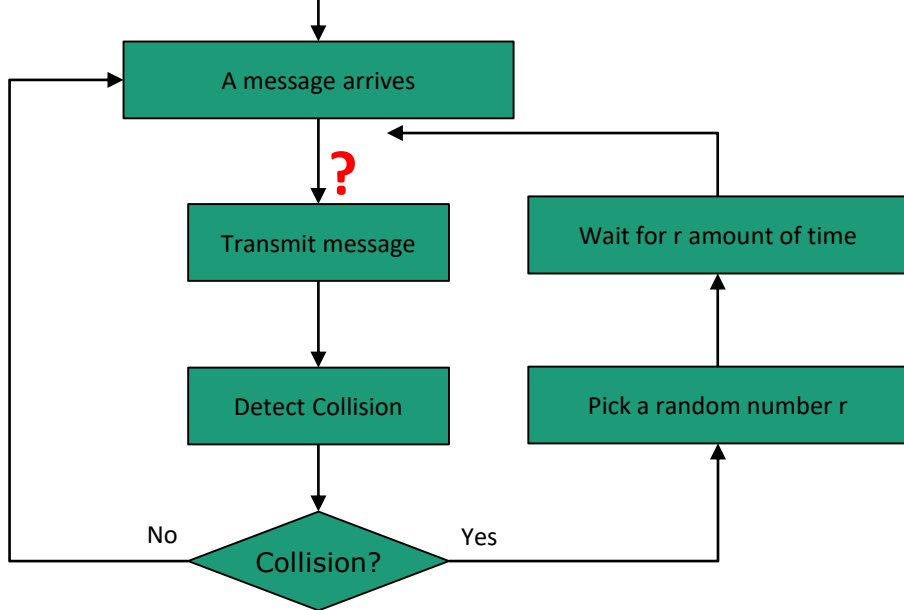 A message arrives
?
Transmit message
Wait for r amount of time
Detect Collision
Pick a random number r
No
Yes
Collision?